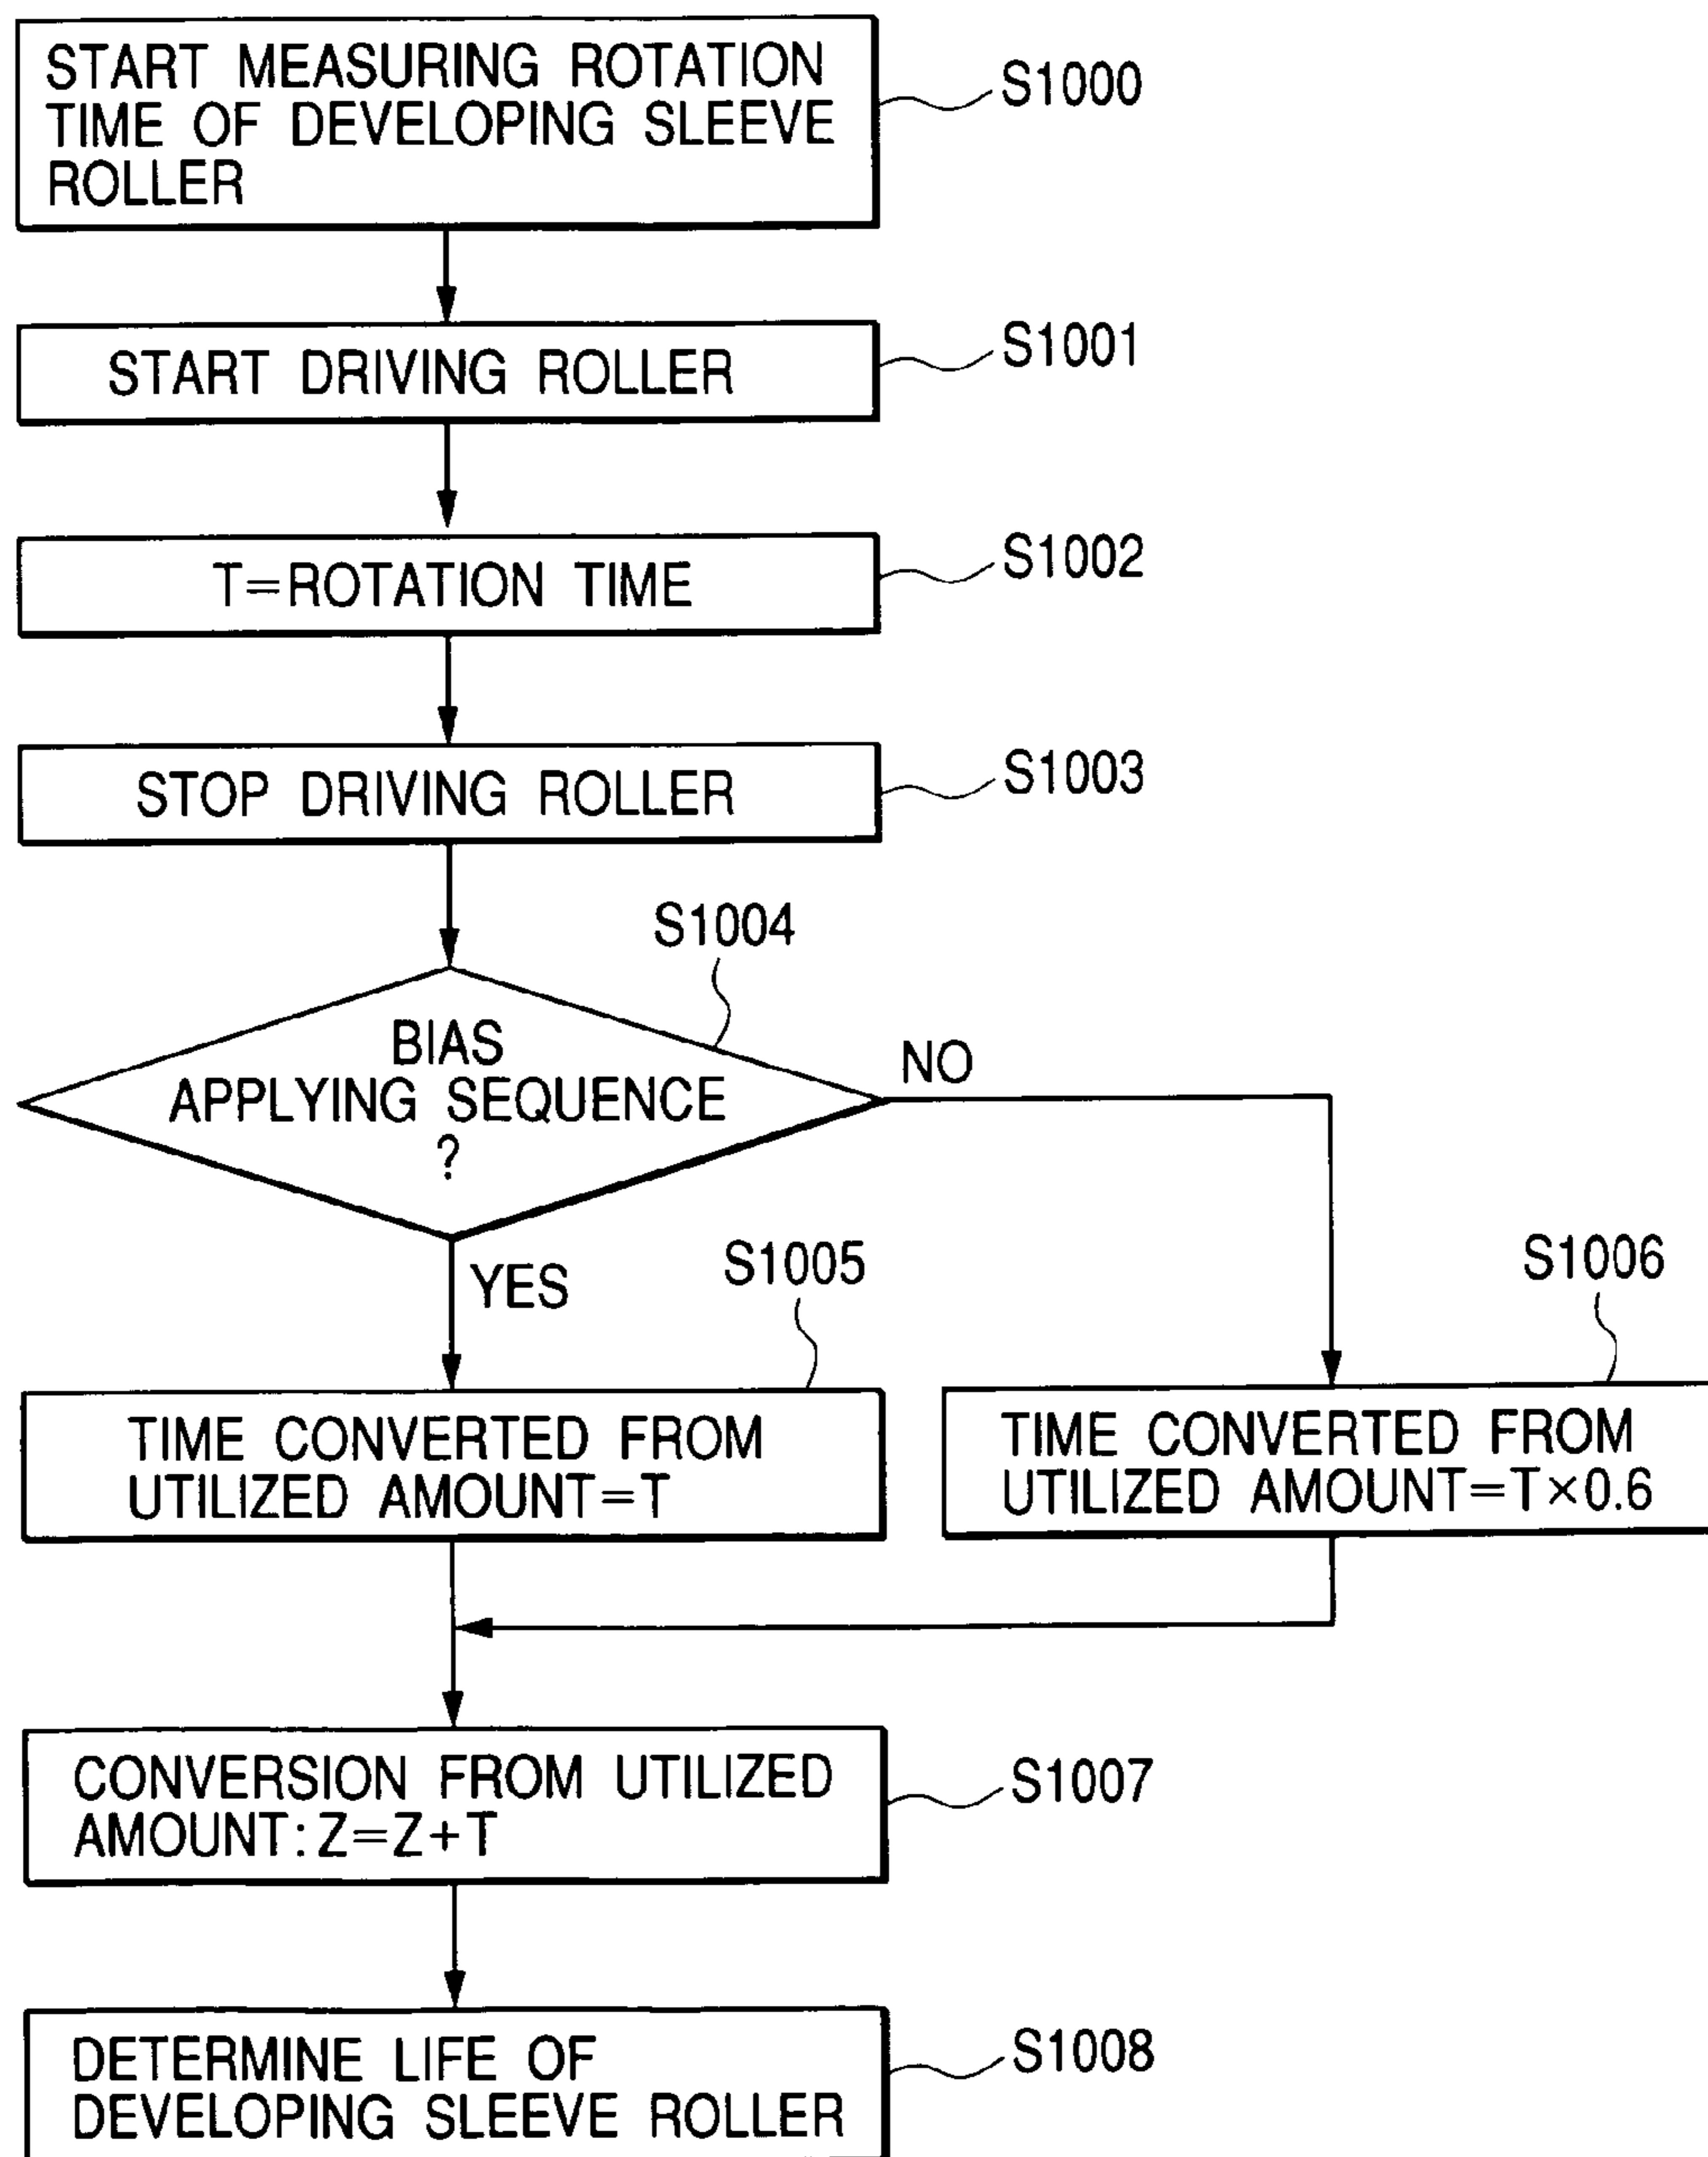 START MEASURING ROTATION
TIME OF DEVELOPING SLEEVE
ROLLER
S1000
START DRIVING ROLLER
S1001
T=ROTATION TIME
S1002
STOP DRIVING ROLLER
S1003
S1004
BIAS
APPLYING SEQUENCE
?
NO
YES
S1005
S1006
TIME CONVERTED FROM
UTILIZED AMOUNT=T
TIME CONVERTED FROM
UTILIZED AMOUNT=T×0.6
CONVERSION FROM UTILIZED
AMOUNT:Z=Z+T
S1007
DETERMINE LIFE OF
DEVELOPING SLEEVE ROLLER
S1008